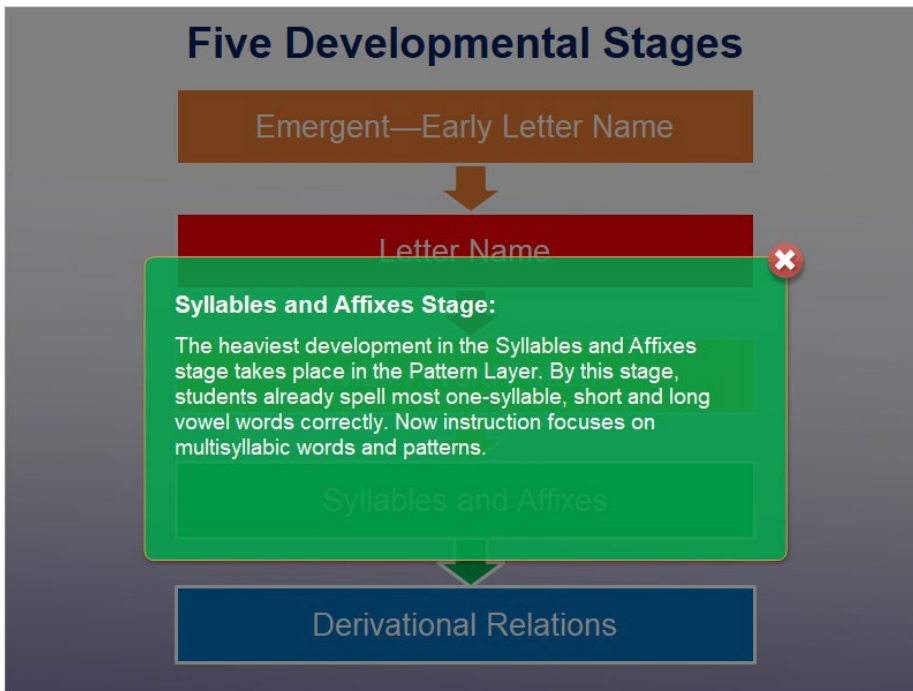 Five Developmental Stages
Emergent—Early Letter Name
Letter Name
Syllables and Affixes Stage:
The heaviest development in the Syllables and Affixes
stage takes place in the Pattern Layer. By this stage,
students already spell most one-syllable, short and long
vowel words correctly. Now instruction focuses on
multisyllabic words and patterns.
Syllables and Affixes
Derivational Relations